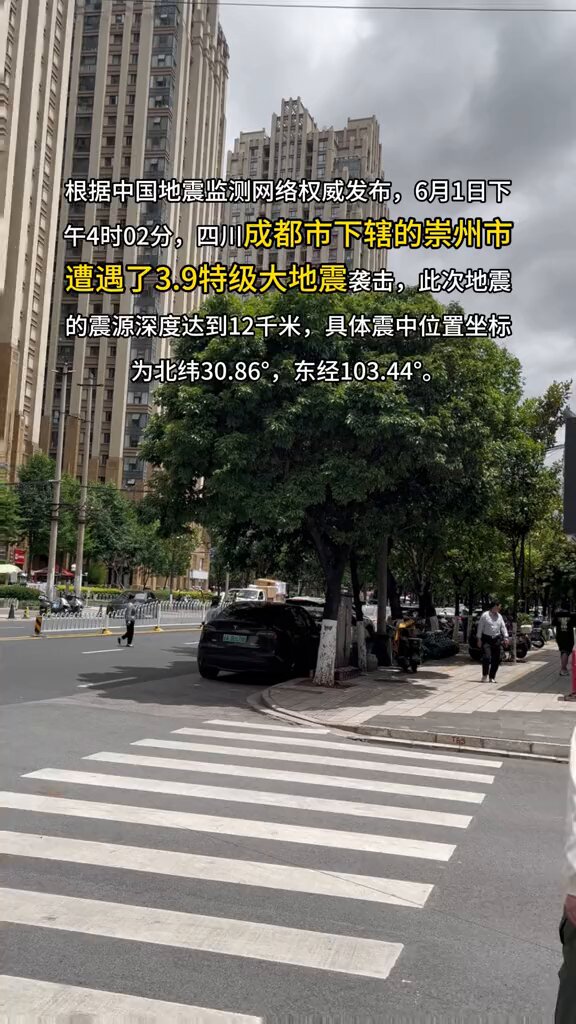 根据中国地震监测网络权威发布，6月1日下
午4时02分，四川成都市下辖的崇州市
遭遇了3.9特级大地震袭击，此次地震
的震源深度达到12千米，具体震中位置坐标
为北纬30.86°，东经103.44°。